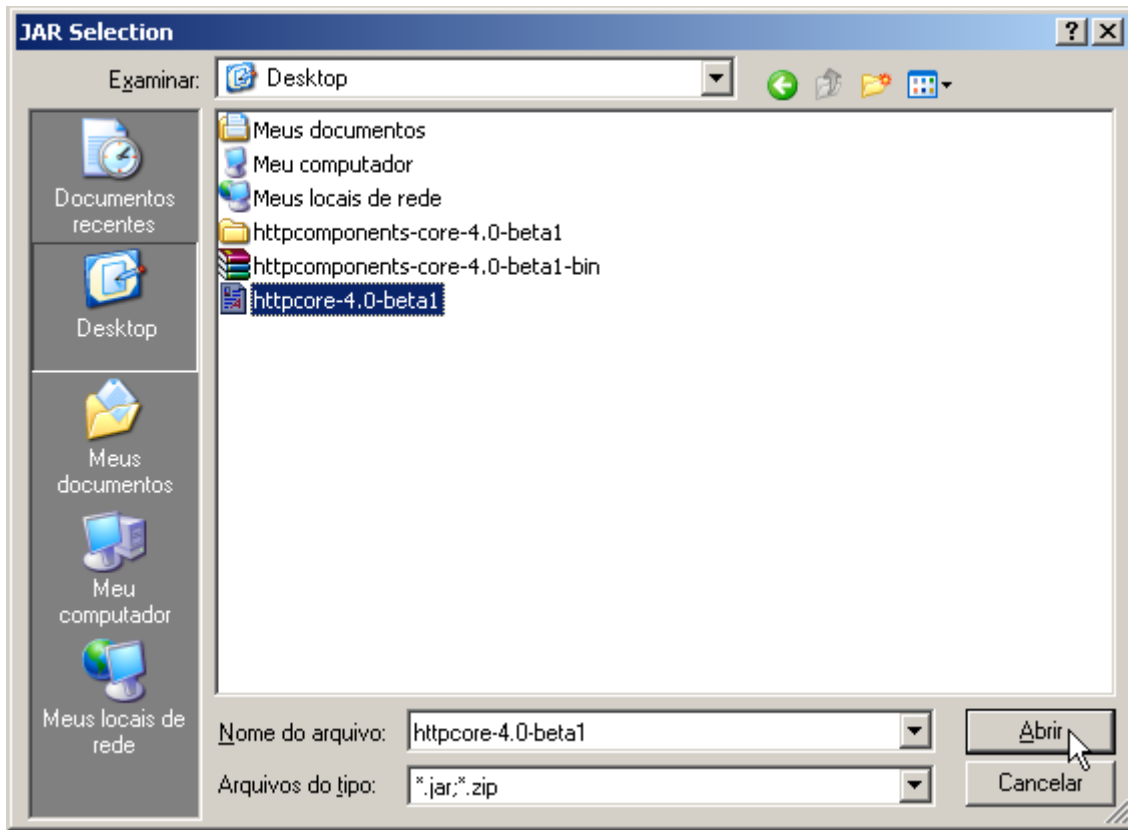 JAR Selection
Examinar:
Desktop
Documentos
recentes
Desktop
Meus
documentos
Meu
computador
Meus locais de
rede
Meus documentos
Meu computador
Meus locais de rede
httpcomponents-core-4.0-beta1
httpcomponents-core-4.0-beta1-bin
httpcore-4.0-beta1
Nome do arquivo:
httpcore-4.0-beta1
Abrir
Arquivos do tipo:
*.jar;*.zip
Cancelar